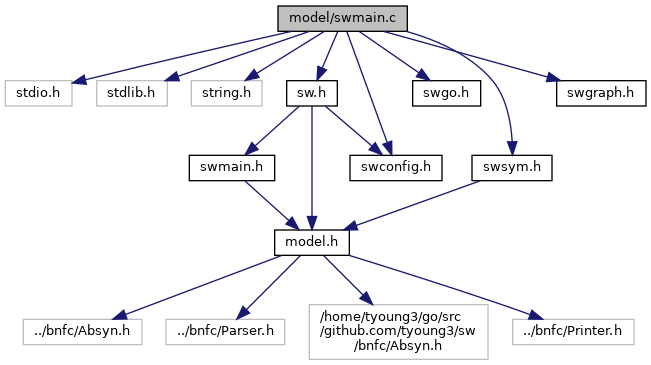 model/swmain.c
stdio.h
stdlib.h
string.h
sw.h
swgo.h
swgraph.h
swmain.h
swconfig.h
swsym.h
model.h
../bnfc/Absyn.h
../bnfc/Parser.h
/home/tyoung3/go/src
/github.com/tyoung3/sw
/bnfc/Absyn.h
../bnfc/Printer.h